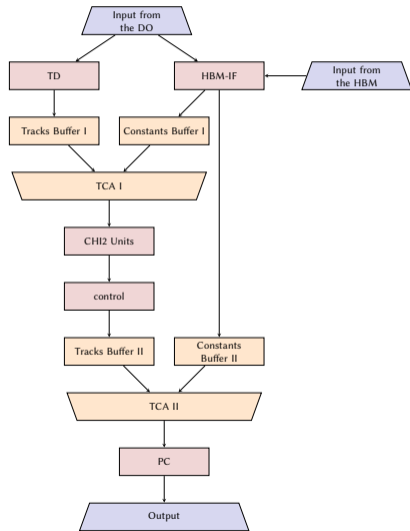 Input from
the DO
TD
HBM-IF
Input from
the HBM
Tracks Buffer I
Constants Buffer I
TCA I
CHI2 Units
control
Tracks Buffer II
Constants
Buffer II
TCA II
PC
Output